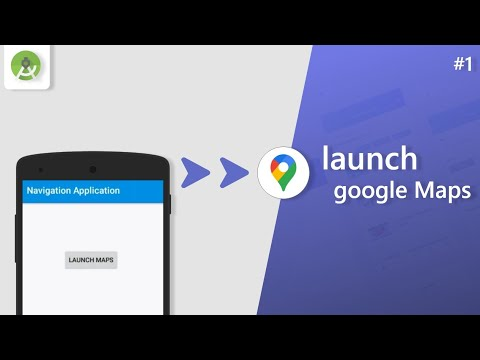 #1
launch
google Maps
Navigation Application
LAUNCH MAPS